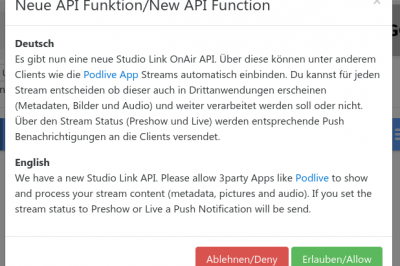 Neue API Funktion/New API Function
×
Deutsch
Es gibt nun eine neue Studio Link OnAir API. Über diese können unter anderem
Clients wie die Podlive App Streams automatisch einbinden. Du kannst für jeden
Stream entscheiden ob dieser auch in Drittanwendungen erscheinen
(Metadaten, Bilder und Audio) und weiter verarbeitet werden soll oder nicht.
Über den Stream Status (Preshow und Live) werden entsprechende Push
Benachrichtigungen an die Clients versendet.
English
We have a new Studio Link API. Please allow 3party Apps like Podlive to show
and process your stream content (metadata, pictures and audio). If you set the
stream status to Preshow or Live a Push Notification will be send.
Ablehnen/Deny
Erlauben/Allow